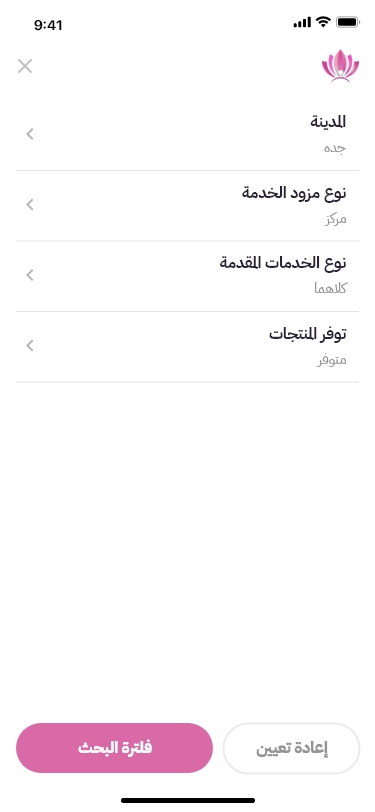 9:41
المدينة
جده
نوع مزود الخدمة
مركز
نوع الخدمات المقدمة
كلاهما
توفر المنتجات
متوفر
إعادة تعيين
فلترة البحث